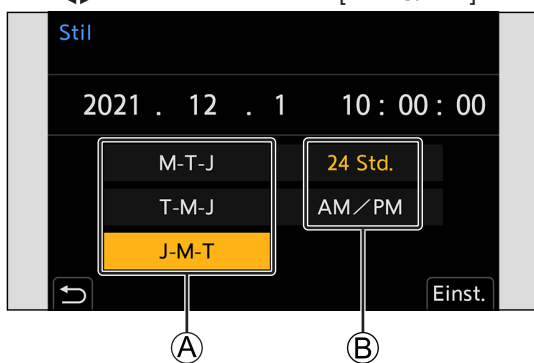 Stil
2021 . 12 . 1 10 : 00 : 00
M-T-J 24 Std.
T-M-J AM/PM
J-M-T
Einst.
A B